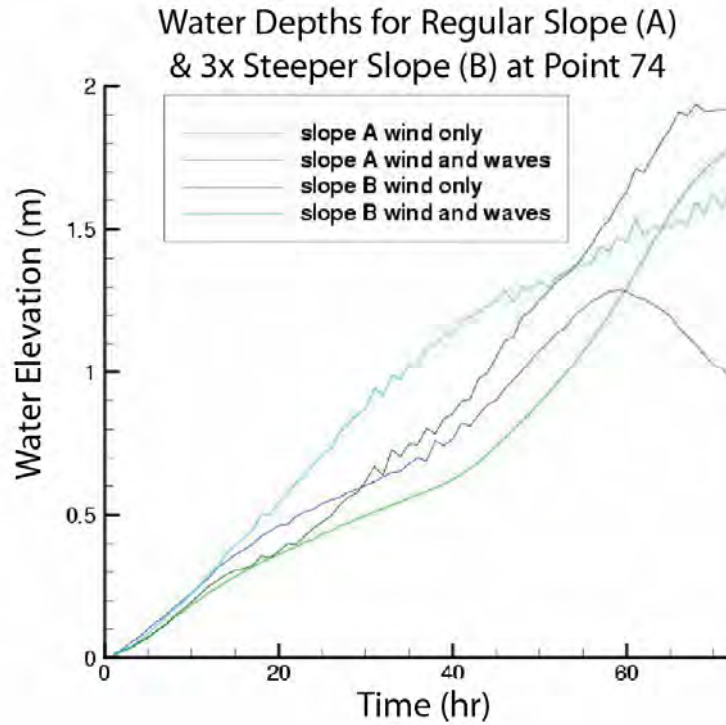 Water Depths for Regular Slope (A)
& 3x Steeper Slope (B) at Point 74
2
slope A wind only
slope A wind and waves
slope B wind only
slope B wind and waves
1.5
1
0.5
0
0 20 40 60
Water Elevation (m)
Time (hr)